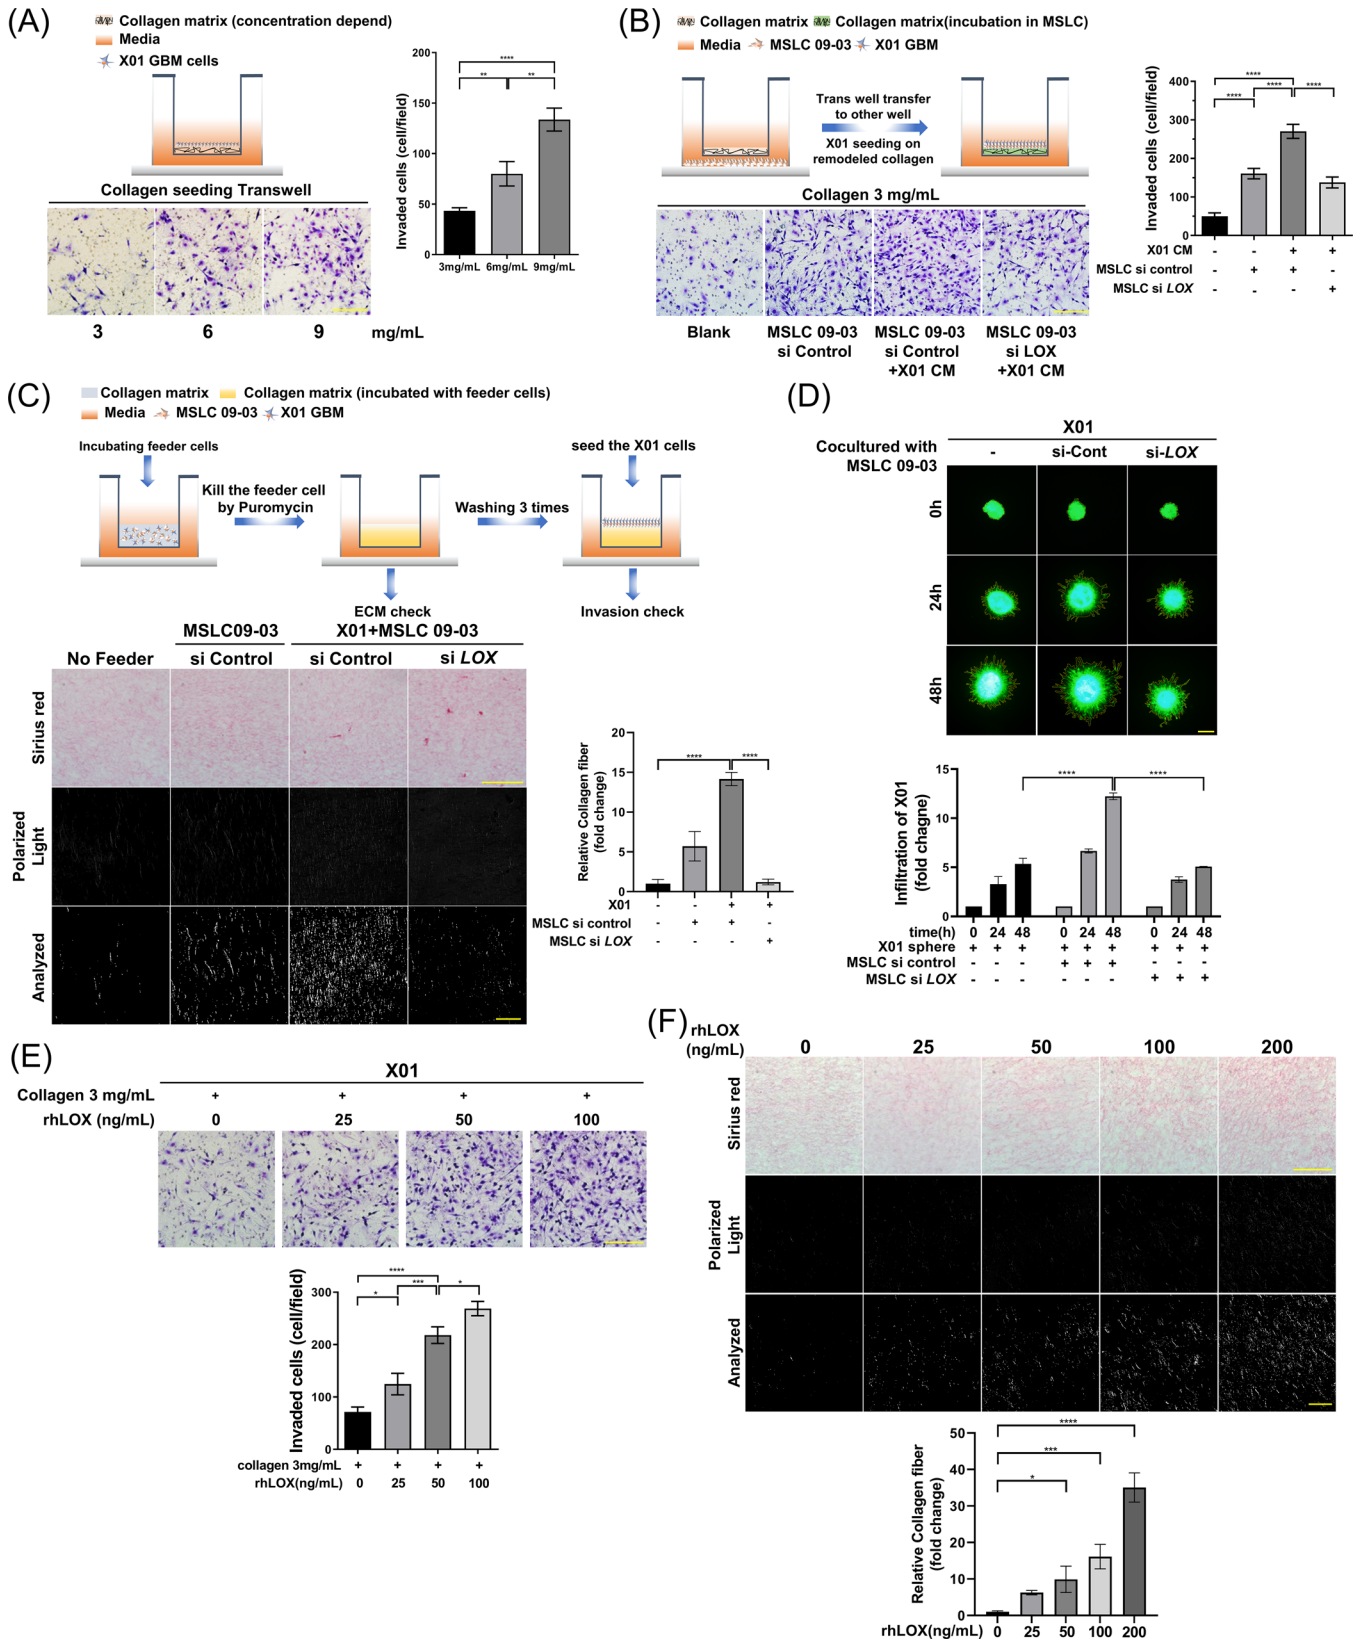 (A)
Collagen matrix (concentration depend)
Media
X01 GBM cells
Collagen seeding Transwell
3 6 9 mg/mL
Invaded cells (cell/field)
200
150
100
50
0
**** 
** **
3mg/mL 6mg/mL 9mg/mL
(B)
Collagen matrix Collagen matrix(incubation in MSLC)
Media MSLC 09-03 X01 GBM
Trans well transfer
to other well
X01 seeding on
remodeled collagen
Collagen 3 mg/mL
Blank MSLC 09-03 MSLC 09-03 MSLC 09-03
si Control si Control si LOX
+X01 CM +X01 CM
Invaded cells (cell/field)
400
300
200
100
0
****
**** **** ****
X01 CM - - + +
MSLC si control - + + -
MSLC si LOX - - - +
(C)
Collagen matrix Collagen matrix (incubated with feeder cells)
Media MSLC 09-03 X01 GBM
Incubating feeder cells
Kill the feeder cell
by Puromycin
Washing 3 times
seed the X01 cells
ECM check
Invasion check
MSLC09-03 X01+MSLC 09-03
No Feeder si Control si Control si LOX
Sirius red
Polarized
Light
Analyzed
Relative Collagen fiber
(fold change)
20
15
10
5
0
**** ****
X01 - - + +
MSLC si control - + + -
MSLC si LOX - - - +
(D)
X01
Cocultured with
MSLC 09-03
- si-Cont si-LOX
0h
24h
48h
Infiltration of X01
(fold chagne)
15
10
5
0
**** ****
0 24 48 0 24 48 0 24 48
time(h)
X01 sphere + + + + + + + + +
MSLC si control - - - + + + - - -
MSLC si LOX - - - - - - + + +
(E)
X01
Collagen 3 mg/mL + + + +
rhLOX (ng/mL) 0 25 50 100
Invaded cells (cell/field)
300
200
100
0
****
* *** *
collagen 3mg/mL + + + +
rhLOX(ng/mL) 0 25 50 100
(F)
rhLOX
(ng/mL) 0 25 50 100 200
Sirius red
Polarized
Light
Analyzed
Relative Collagen fiber
(fold change)
50
40
30
20
10
0
****
***
*
rhLOX(ng/mL) 0 25 50 100 200